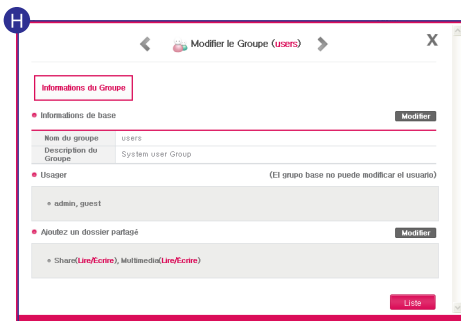 H
Modifier le Groupe (users)
X
Informations du Groupe
Informations de base
Modifier
Nom du groupe users
Description du Groupe System user Group
Usager (El grupo base no puede modificar el usuario)
admin, guest
Ajoutez un dossier partagé Modifier
Share(Lire/Ecrire), Multimedia(Lire/Ecrire)
Liste